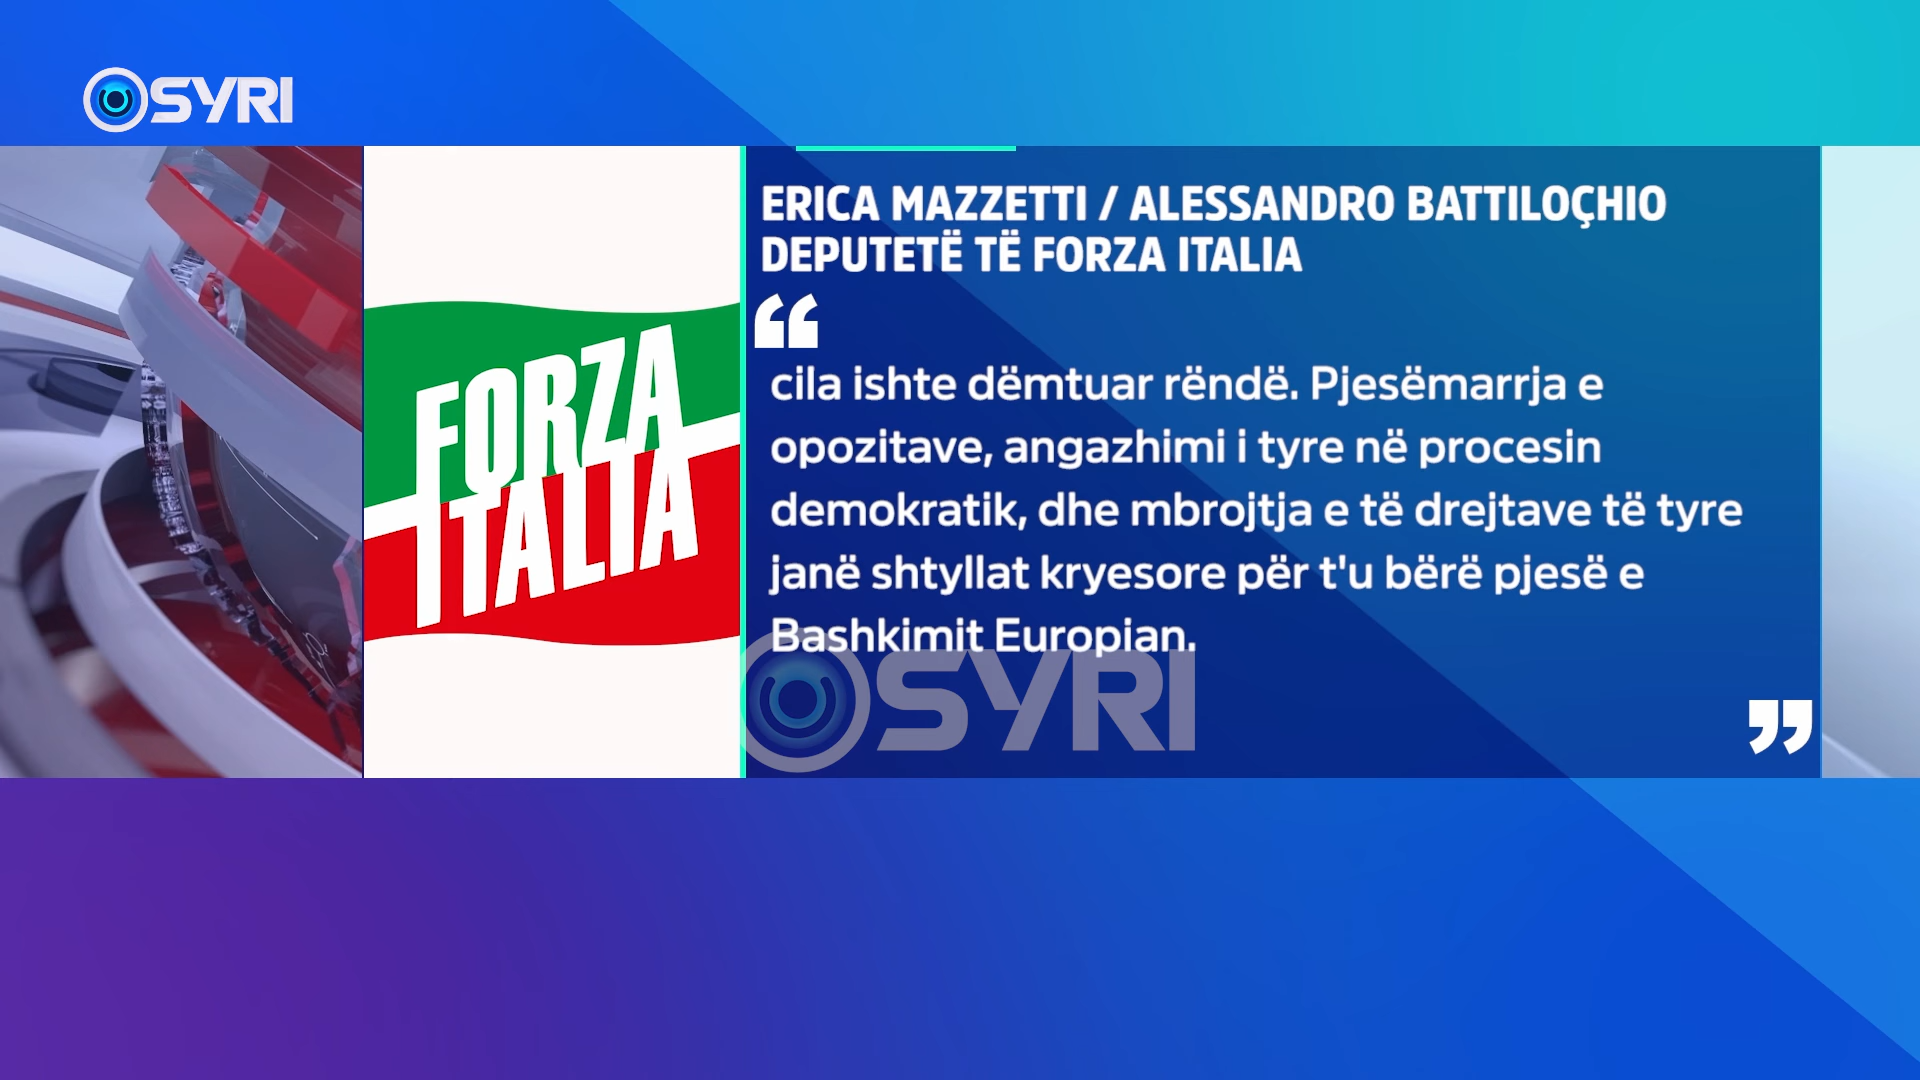 SYRI
ERICA MAZZETTI / ALESSANDRO BATTILOÇHIO
DEPUTETË TË FORZA ITALIA
FORZA
ITALIA
“
cila ishte dëmtuar rëndë. Pjesëmarrja e
opozitave, angazhimi i tyre në procesin
demokratik, dhe mbrojtja e të drejtave të tyre
janë shtyllat kryesore për t'u bërë pjesë e
Bashkimit Europian.
”
SYRI